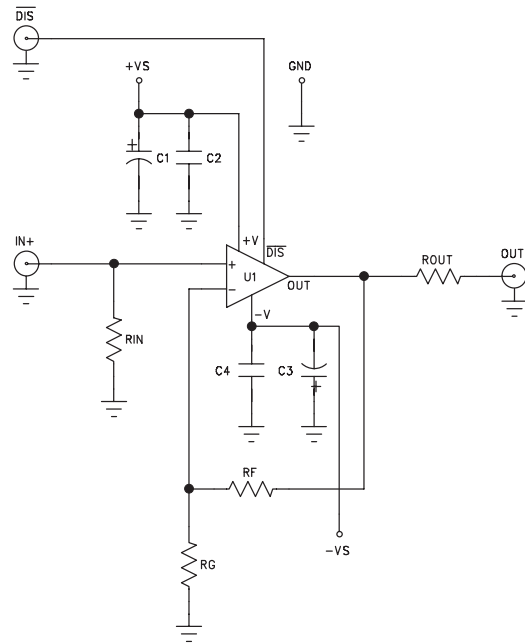 DIS
+VS
GND
+
C1
C2
IN+
+V
DIS
+
U1
−
OUT
ROUT
OUT
−V
RIN
C4
C3
+
RF
−VS
RG